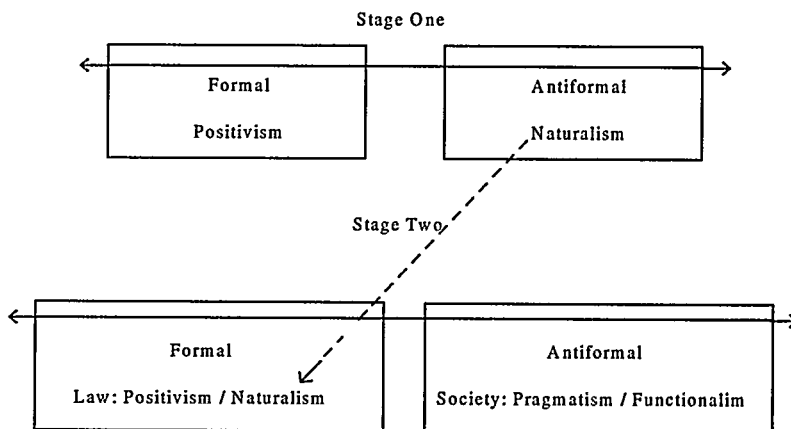 Stage One
Formal Antiformal
Positivism Naturalism
Stage Two
Formal Antiformal
Law: Positivism / Naturalism Society: Pragmatism / Functionalim